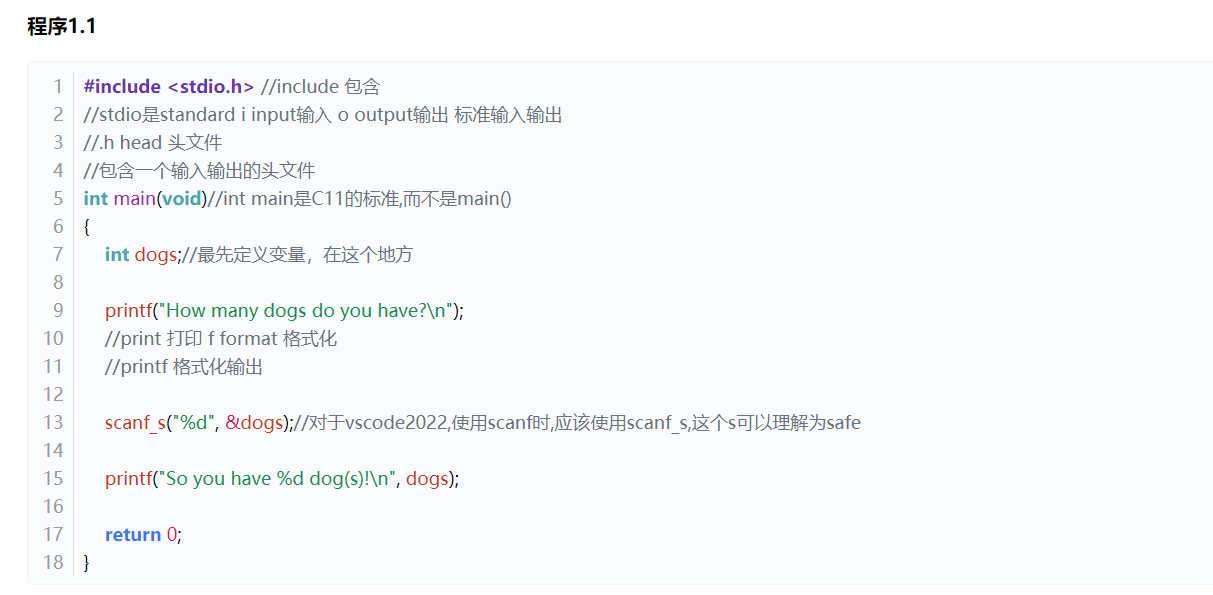 程序1.1
1 #include <stdio.h> //include 包含
2 //stdio是standard i input输入 o output输出 标准输入输出
3 //.h head 头文件
4 //包含一个输入输出的头文件
5 int main(void)//int main是C11的标准,而不是main()
6 {
7     int dogs;//最先定义变量，在这个地方
8
9     printf("How many dogs do you have?\n");
10     //print 打印 f format 格式化
11     //printf 格式化输出
12
13     scanf_s("%d", &dogs);//对于vscode2022,使用scanf时,应该使用scanf_s,这个s可以理解为safe
14
15     printf("So you have %d dog(s)!\n", dogs);
16
17     return 0;
18 }